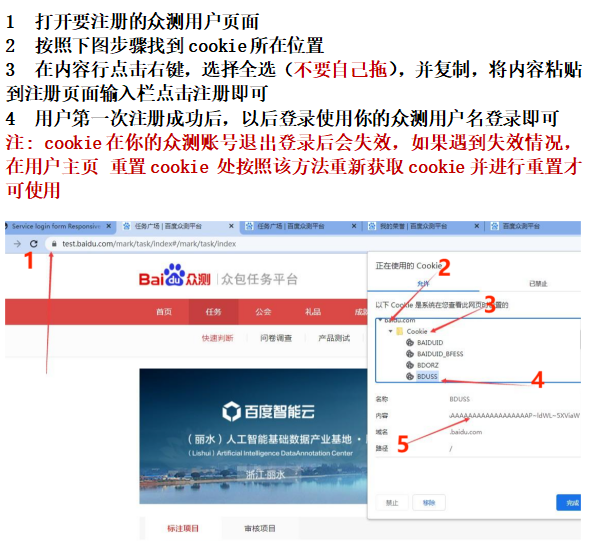 1 打开要注册的众测用户页面
2 按照下图步骤找到cookie所在位置
3 在内容行点击右键，选择全选（不要自己拖），并复制，将内容粘贴
到注册页面输入栏点击注册即可
4 用户第一次注册成功后，以后登录使用你的众测用户名登录即可
注：cookie在你的众测账号退出登录后会失效，如果遇到失效情况，
在用户主页 重置cookie 处按照该方法重新获取cookie并进行重置才
可使用
Service login form Responsive × 任务广场 | 百度众测平台 × 任务广场 | 百度众测平台 × 我的荣誉 | 百度众测平台 × 百度众测平台
test.baidu.com/mark/task/index#/mark/task/index
1
Bai du 众测 众包任务平台
首页 任务 公会 礼品
快速判断 问卷调查 产品测试
百度智能云
（丽水）人工智能基础数据产业基地
(Lishui) Artificial Intelligence DataAnnotation Center
浙江·丽水
标注项目 审核项目
正在使用的 Cookie
2
允许 已禁止
以下 Cookie 是系统在您查看此网页时设置的
3
baidu.com
Cookie
BAIDUID
BAIDUID_BFESS
BDORZ
BDUSS
4
名称 BDUSS
内容
5
域名 .baidu.com
路径 /
禁止 移除 完成